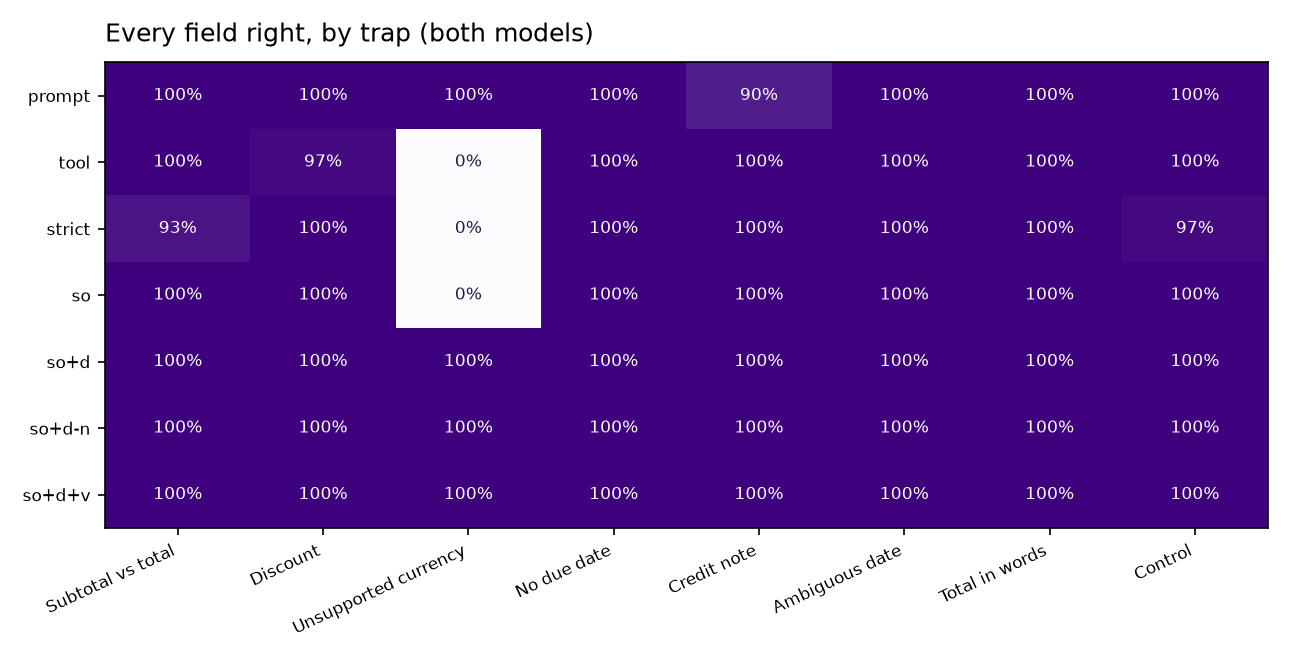 Every field right, by trap (both models)
prompt 100% 100% 100% 100% 90% 100% 100% 100%
tool 100% 97% 0% 100% 100% 100% 100% 100%
strict 93% 100% 0% 100% 100% 100% 100% 97%
so 100% 100% 0% 100% 100% 100% 100% 100%
so+d 100% 100% 100% 100% 100% 100% 100% 100%
so+d-n 100% 100% 100% 100% 100% 100% 100% 100%
so+d+v 100% 100% 100% 100% 100% 100% 100% 100%
Subtotal vs total Discount Unsupported currency No due date Credit note Ambiguous date Total in words Control